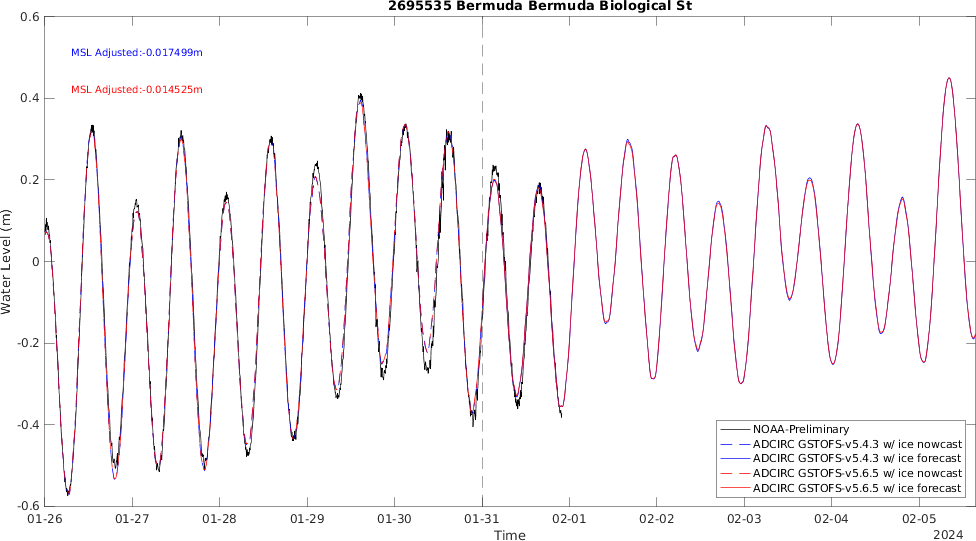 2695535 Bermuda Bermuda Biological St
MSL Adjusted:-0.017499m
MSL Adjusted:-0.014525m
Water Level (m)
0.6
0.4
0.2
0
-0.2
-0.4
-0.6
NOAA-Preliminary
ADCIRC GSTOFS-v5.4.3 w/ ice nowcast
ADCIRC GSTOFS-v5.4.3 w/ ice forecast
ADCIRC GSTOFS-v5.6.5 w/ ice nowcast
ADCIRC GSTOFS-v5.6.5 w/ ice forecast
01-26 01-27 01-28 01-29 01-30 01-31 02-01 02-02 02-03 02-04 02-05
Time
2024